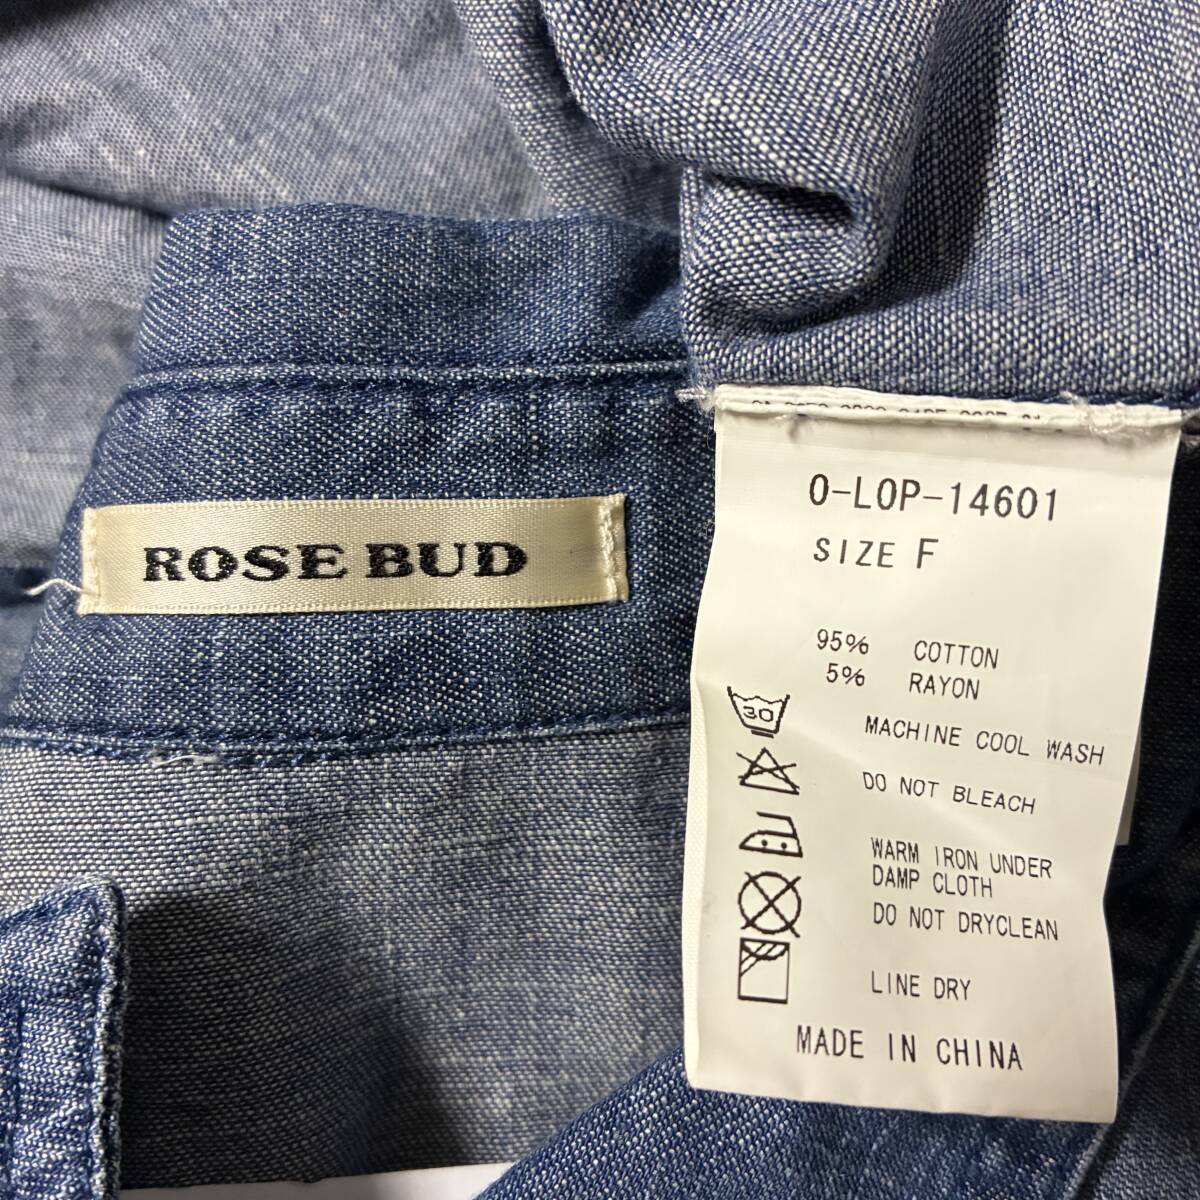 ROSE BUD
O-LOP-14601
SIZE F
95% COTTON
5% RAYON
30
MACHINE COOL WASH
DO NOT BLEACH
WARM IRON UNDER
DAMP CLOTH
DO NOT DRYCLEAN
LINE DRY
MADE IN CHINA